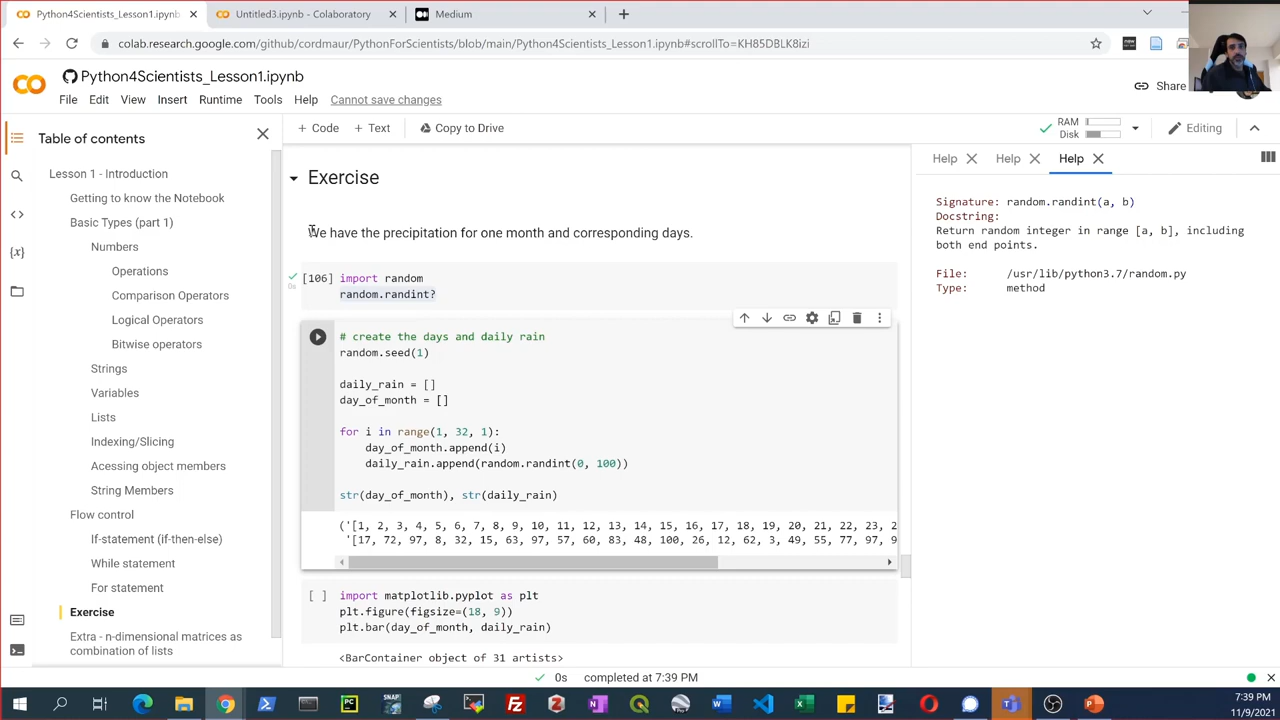 Python4Scientists_Lesson1.ipynb
Untitled3.ipynb - Colaboratory
Medium
colab.research.google.com/github/cordmaur/PythonForScientists/blob/main/Python4Scientists_Lesson1.ipynb#scrollTo=KH85DBLK8izi
Python4Scientists_Lesson1.ipynb
File Edit View Insert Runtime Tools Help Cannot save changes
Share
+ Code + Text Copy to Drive
RAM
Disk
Editing
Table of contents
Lesson 1 - Introduction
Getting to know the Notebook
Basic Types (part 1)
Numbers
Operations
Comparison Operators
Logical Operators
Bitwise operators
Strings
Variables
Lists
Indexing/Slicing
Acessing object members
String Members
Flow control
If-statement (if-then-else)
While statement
For statement
Exercise
Extra - n-dimensional matrices as
combination of lists
Exercise
We have the precipitation for one month and corresponding days.
[106] import random
0s
random.randint?
# create the days and daily rain
random.seed(1)
daily_rain = []
day_of_month = []
for i in range(1, 32, 1):
day_of_month.append(i)
daily_rain.append(random.randint(0, 100))
str(day_of_month), str(daily_rain)
('[1, 2, 3, 4, 5, 6, 7, 8, 9, 10, 11, 12, 13, 14, 15, 16, 17, 18, 19, 20, 21, 22, 23, 2
'[17, 72, 97, 8, 32, 15, 63, 97, 57, 60, 83, 48, 100, 26, 12, 62, 3, 49, 55, 77, 97, 9
[ ] import matplotlib.pyplot as plt
plt.figure(figsize=(18, 9))
plt.bar(day_of_month, daily_rain)
<BarContainer object of 31 artists>
Help Help Help
Signature: random.randint(a, b)
Docstring:
Return random integer in range [a, b], including
both end points.
File: /usr/lib/python3.7/random.py
Type: method
0s completed at 7:39 PM
7:39 PM
11/9/2021